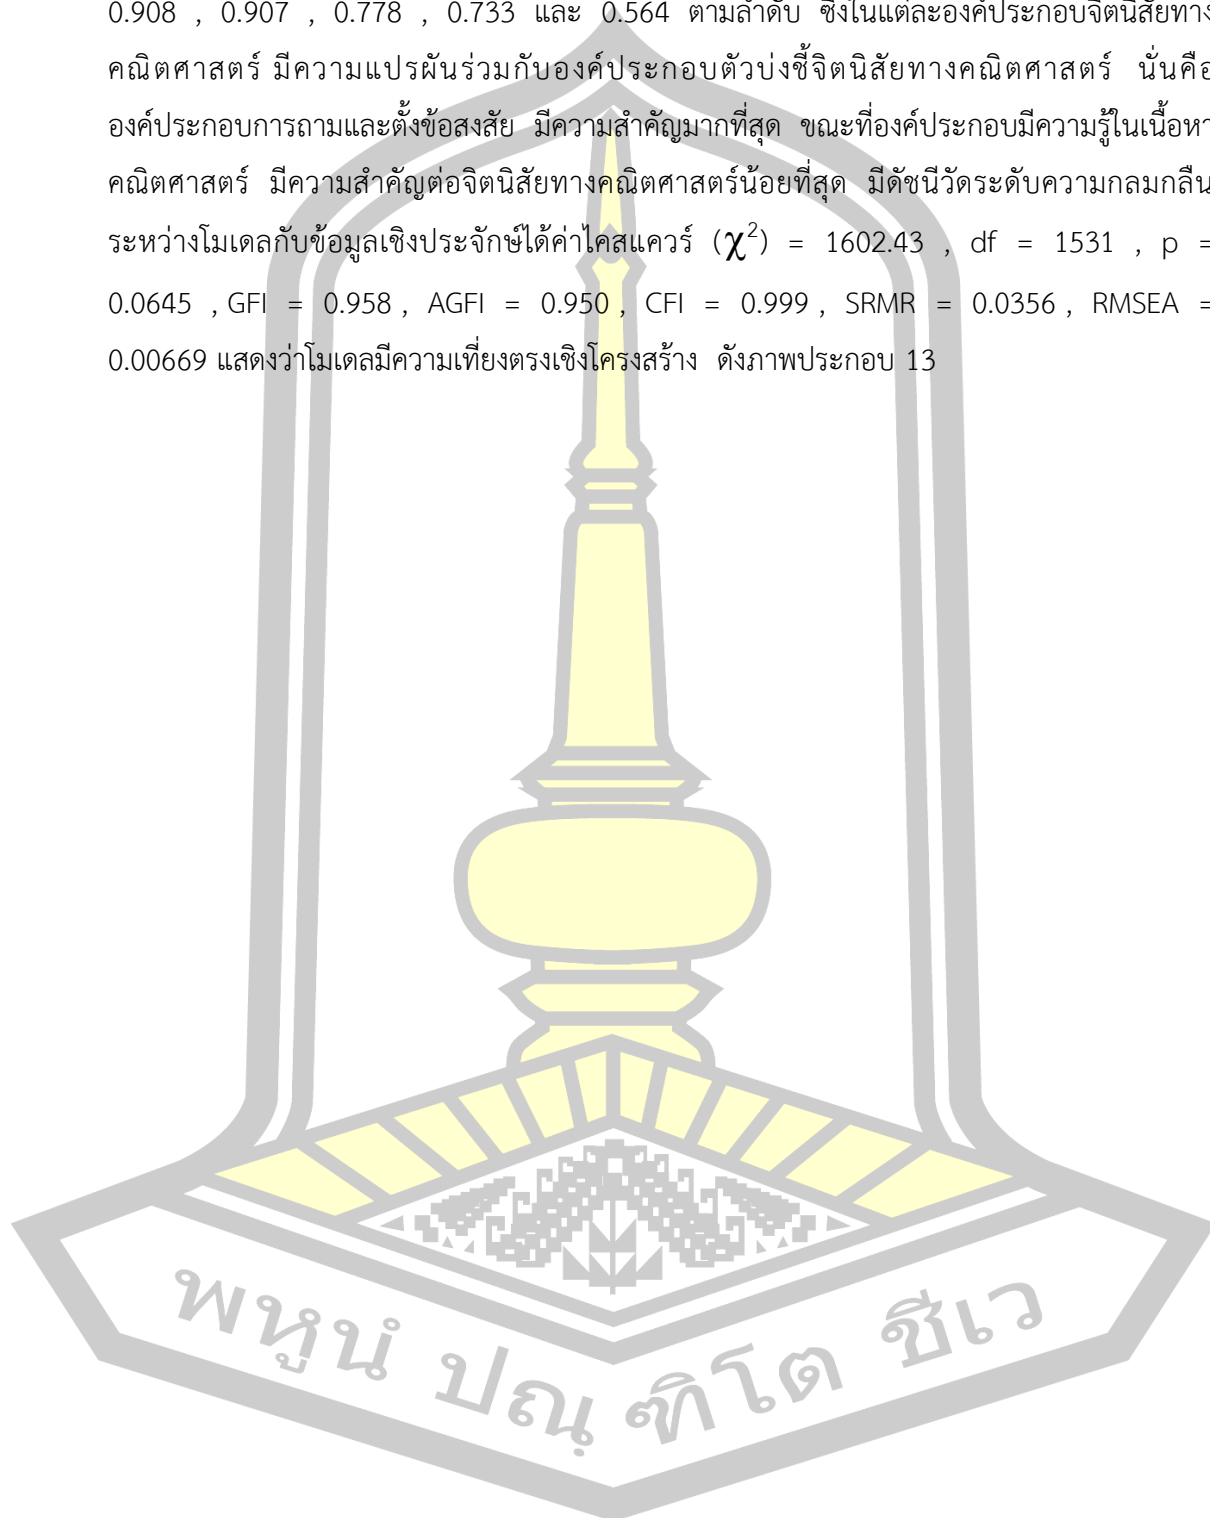 0.908 , 0.907 , 0.778 , 0.733 และ 0.564 ตามลำดับ ซึ่งในแต่ละองค์ประกอบจิตนิสัยทาง
คณิตศาสตร์ มีความแปรผันร่วมกับองค์ประกอบตัวบ่งชี้จิตนิสัยทางคณิตศาสตร์ นั่นคือ
องค์ประกอบการถามและตั้งข้อสงสัย มีความสำคัญมากที่สุด ขณะที่องค์ประกอบมีความรู้ในเนื้อหา
คณิตศาสตร์ มีความสำคัญต่อจิตนิสัยทางคณิตศาสตร์น้อยที่สุด มีดัชนีวัดระดับความกลมกลืน
ระหว่างโมเดลกับข้อมูลเชิงประจักษ์ได้ค่าไคสแควร์ (χ²) = 1602.43 , df = 1531 , p =
0.0645 , GFI = 0.958 , AGFI = 0.950 , CFI = 0.999 , SRMR = 0.0356 , RMSEA =
0.00669 แสดงว่าโมเดลมีความเที่ยงตรงเชิงโครงสร้าง ดังภาพประกอบ 13
พหูนํ ปณฺฑิโต ชีเว